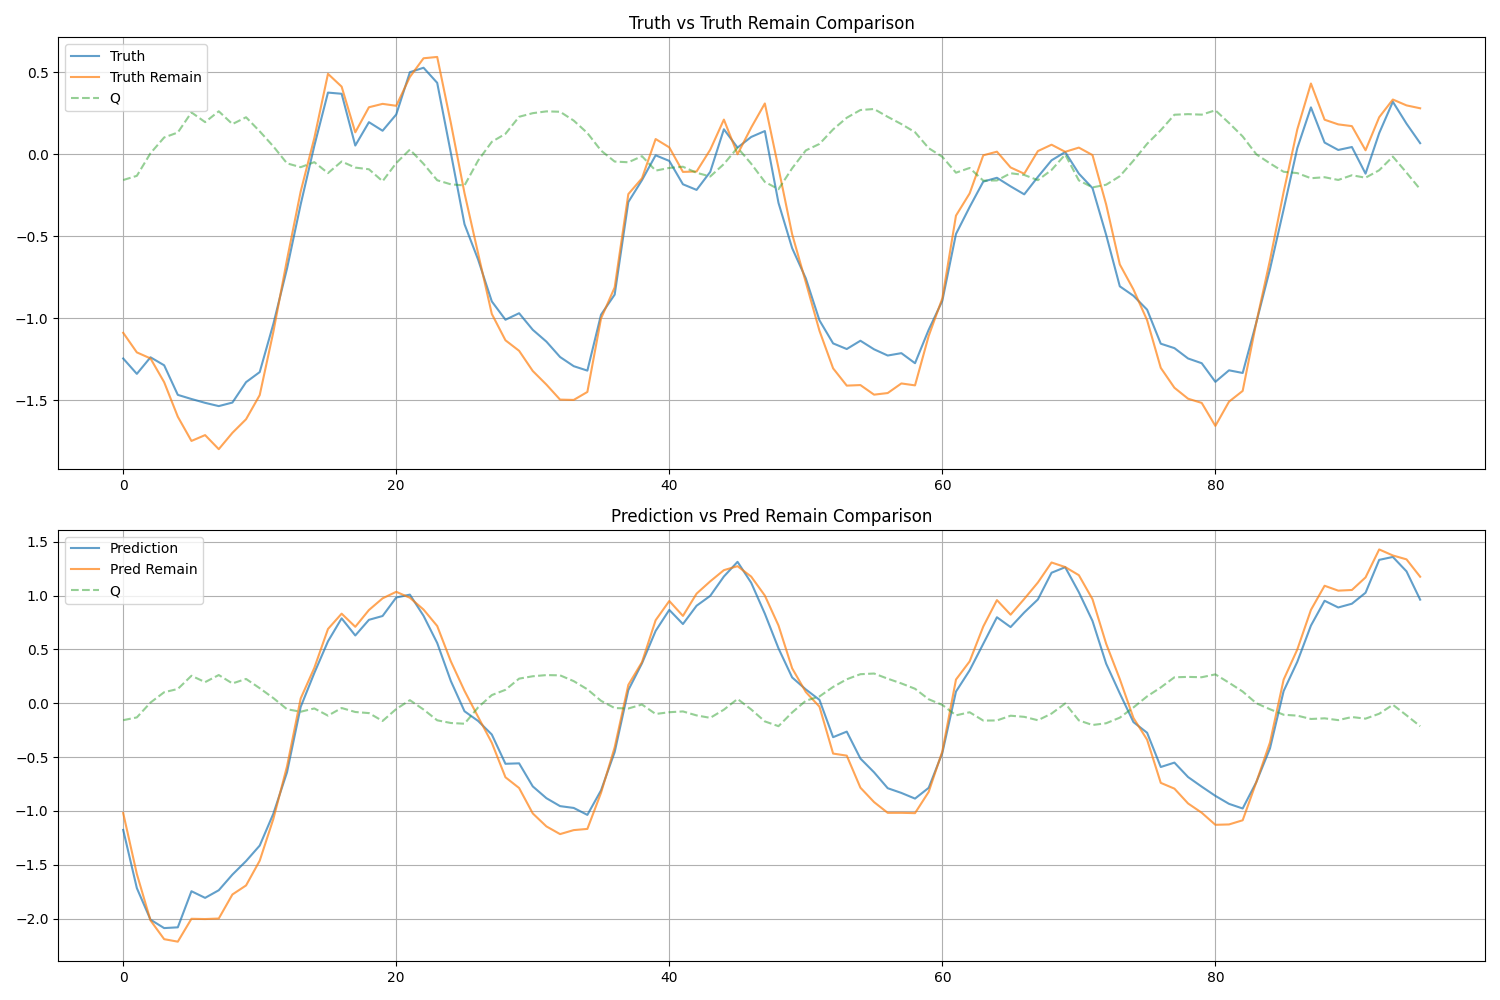 Truth vs Truth Remain Comparison
Truth
Truth Remain
Q
0.5
0.0
−0.5
−1.0
−1.5
0 20 40 60 80
Prediction vs Pred Remain Comparison
Prediction
Pred Remain
Q
1.5
1.0
0.5
0.0
−0.5
−1.0
−1.5
−2.0
0 20 40 60 80